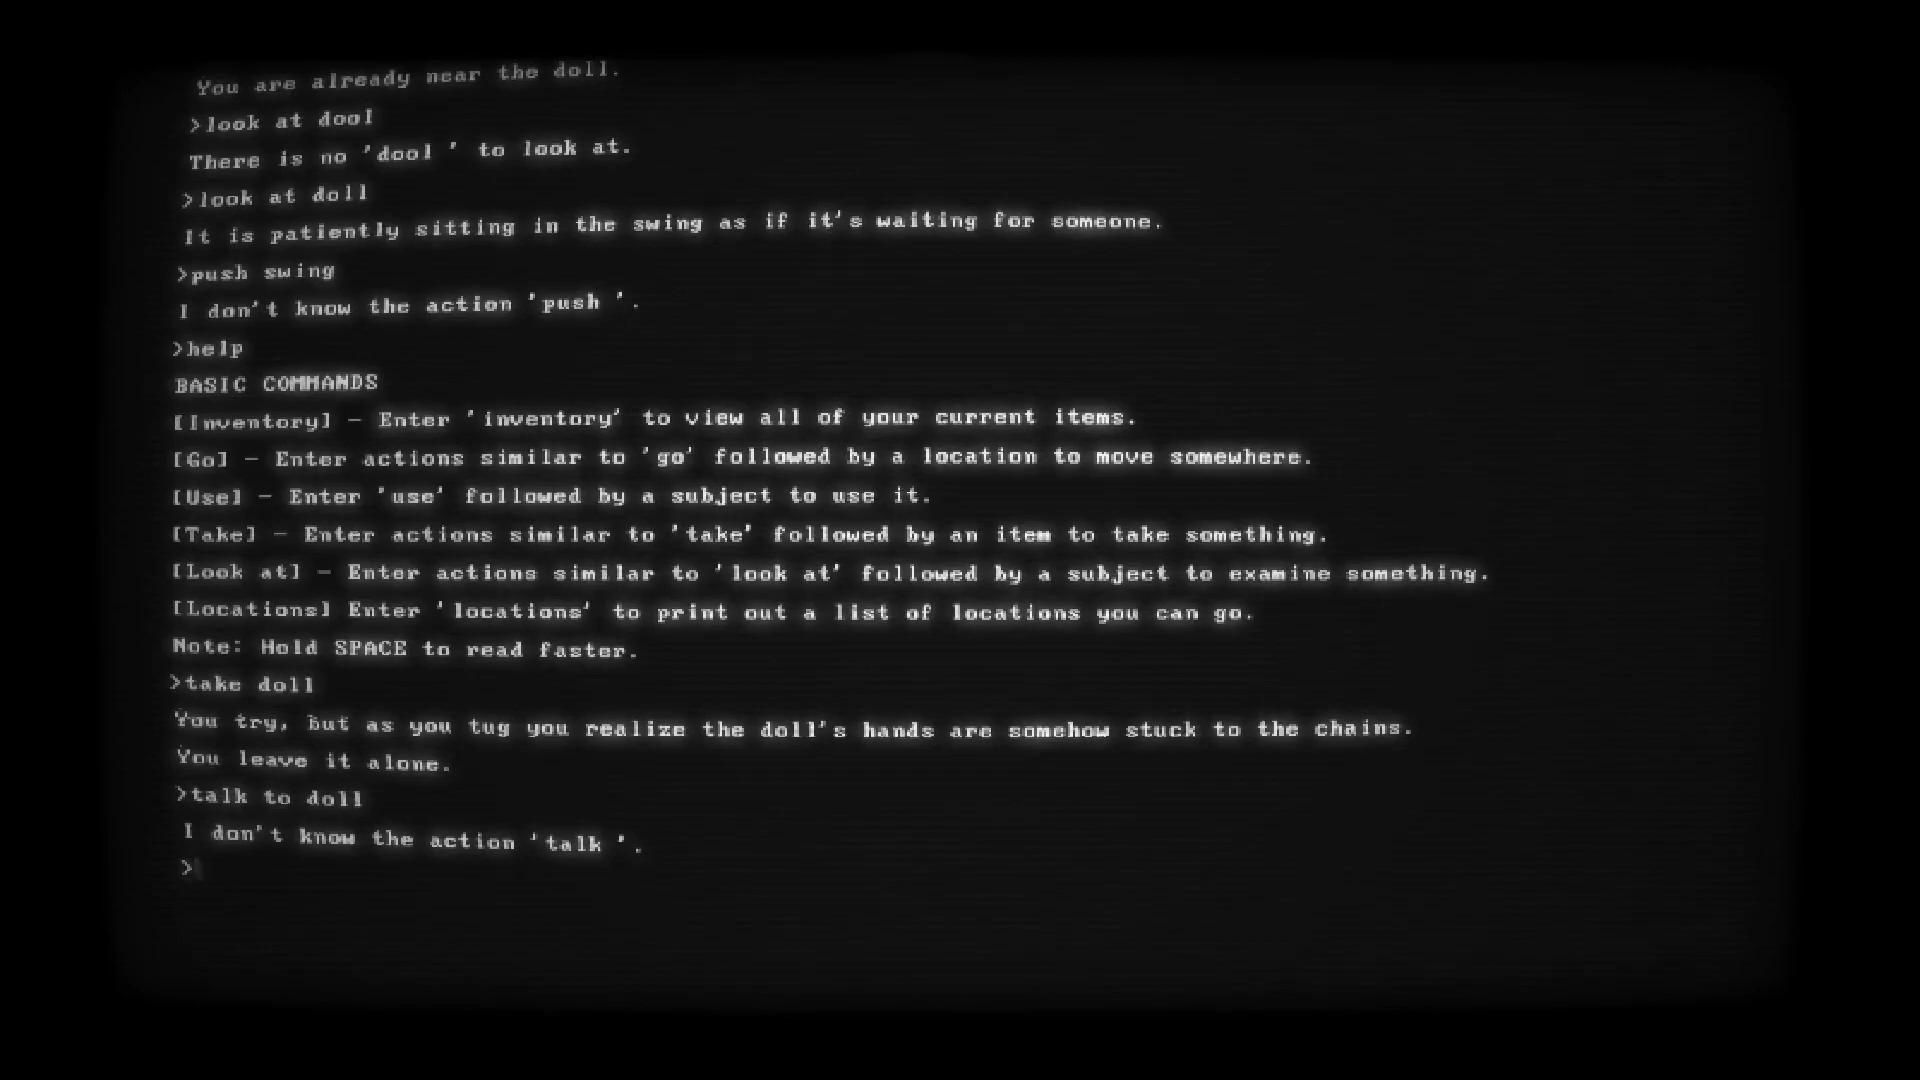 You are already near the doll.
>look at dool
There is no 'dool ' to look at.
>look at doll
It is patiently sitting in the swing as if it's waiting for someone.
>push swing
I don't know the action 'push '.
>help
BASIC COMMANDS
[Inventory] - Enter 'inventory' to view all of your current items.
[Go] - Enter actions similar to 'go' followed by a location to move somewhere.
[Use] - Enter 'use' followed by a subject to use it.
[Take] - Enter actions similar to 'take' followed by an item to take something.
[Look at] - Enter actions similar to 'look at' followed by a subject to examine something.
[Locations] Enter 'locations' to print out a list of locations you can go.
Note: Hold SPACE to read faster.
>take doll
You try, but as you tug you realize the doll's hands are somehow stuck to the chains.
You leave it alone.
>talk to doll
I don't know the action 'talk '.
>